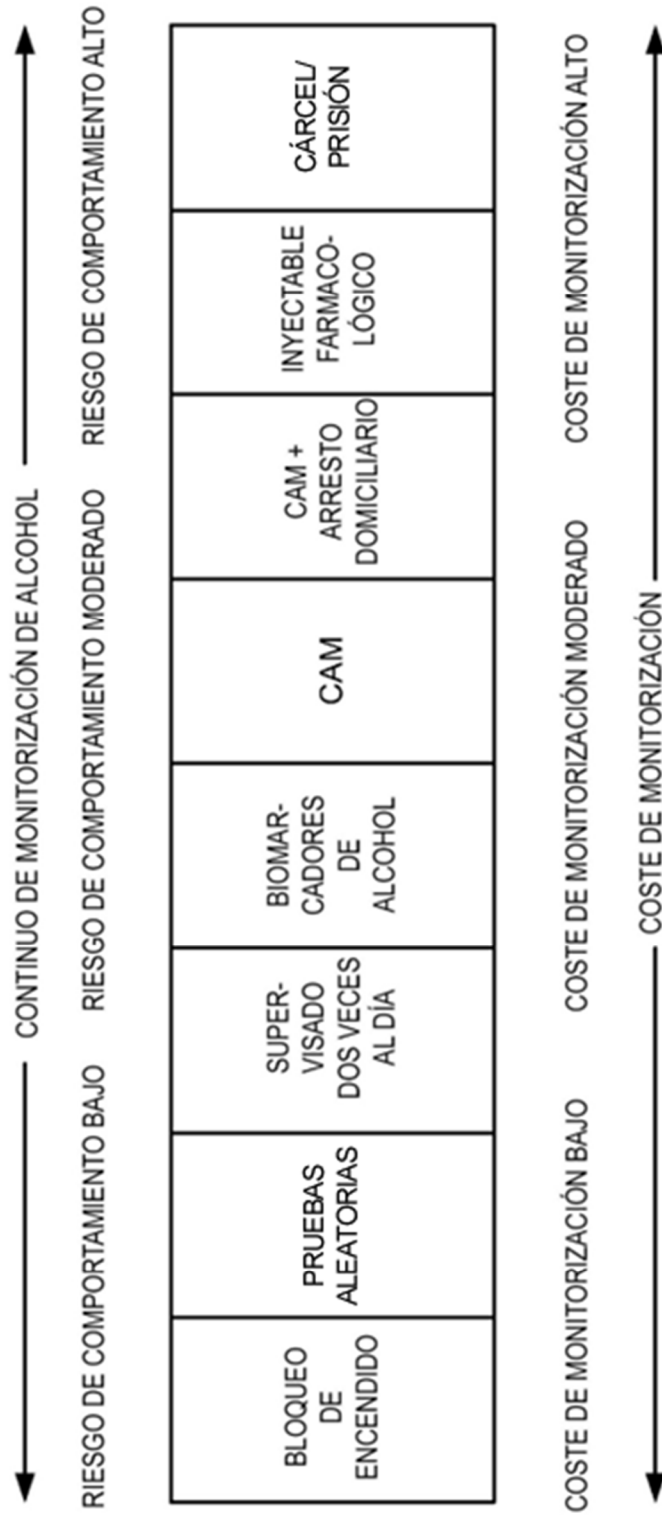 CONTINUO DE MONITORIZACIÓN DE ALCOHOL
RIESGO DE COMPORTAMIENTO BAJO
RIESGO DE COMPORTAMIENTO MODERADO
RIESGO DE COMPORTAMIENTO ALTO
BLOQUEO
DE
ENCENDIDO
PRUEBAS
ALEATORIAS
SUPER-
VISADO
DOS VECES
AL DÍA
BIOMAR-
CADORES
DE
ALCOHOL
CAM
CAM +
ARRESTO
DOMICILIARIO
INYECTABLE
FARMACO-
LÓGICO
CÁRCEL/
PRISIÓN
COSTE DE MONITORIZACIÓN BAJO
COSTE DE MONITORIZACIÓN MODERADO
COSTE DE MONITORIZACIÓN ALTO
COSTE DE MONITORIZACIÓN